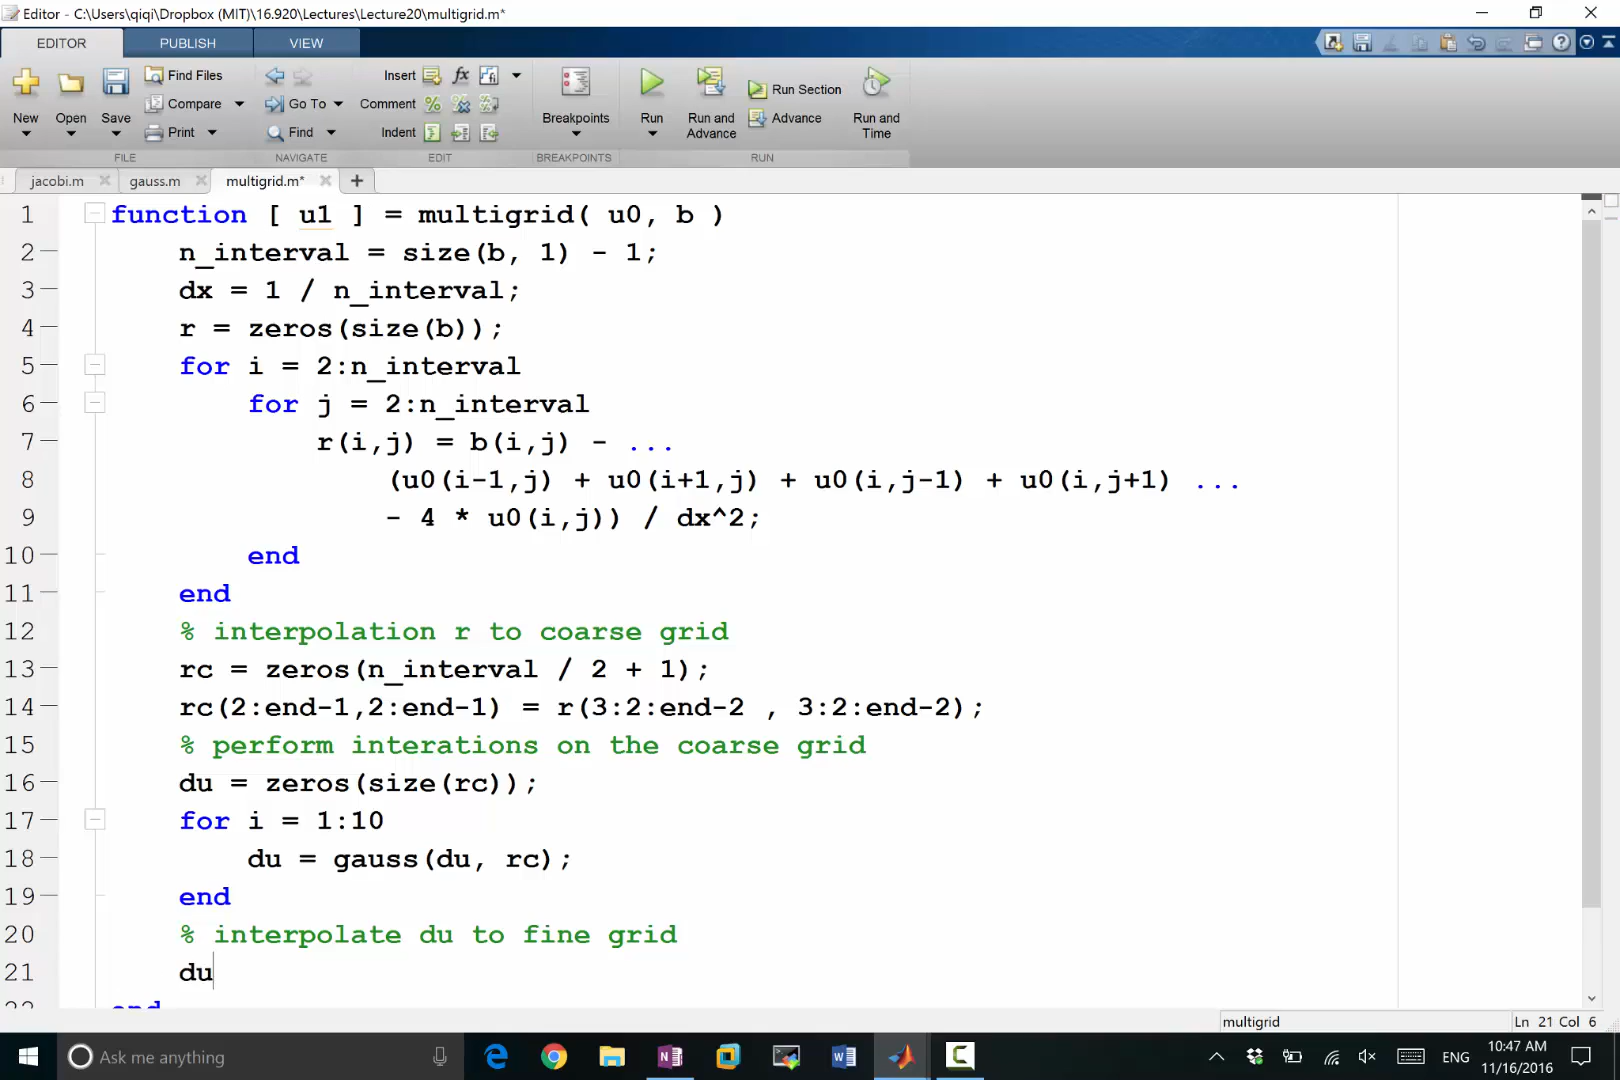 Editor - C:\Users\qiqi\Dropbox (MIT)\16.920\Lectures\Lecture20\multigrid.m*
EDITOR PUBLISH VIEW
New Open Save Find Files Compare Print
Go To Find
Insert Comment Indent
Breakpoints
Run Run and Advance Run Section Advance Run and Time
FILE NAVIGATE EDIT BREAKPOINTS RUN
jacobi.m gauss.m multigrid.m*
1 function [ u1 ] = multigrid( u0, b )
2 n_interval = size(b, 1) - 1;
3 dx = 1 / n_interval;
4 r = zeros(size(b));
5 for i = 2:n_interval
6 for j = 2:n_interval
7 r(i,j) = b(i,j) - ...
8 (u0(i-1,j) + u0(i+1,j) + u0(i,j-1) + u0(i,j+1) ...
9 - 4 * u0(i,j)) / dx^2;
10 end
11 end
12 % interpolation r to coarse grid
13 rc = zeros(n_interval / 2 + 1);
14 rc(2:end-1,2:end-1) = r(3:2:end-2 , 3:2:end-2);
15 % perform interations on the coarse grid
16 du = zeros(size(rc));
17 for i = 1:10
18 du = gauss(du, rc);
19 end
20 % interpolate du to fine grid
21 du
22 end
multigrid Ln 21 Col 6
Ask me anything
ENG
10:47 AM
11/16/2016